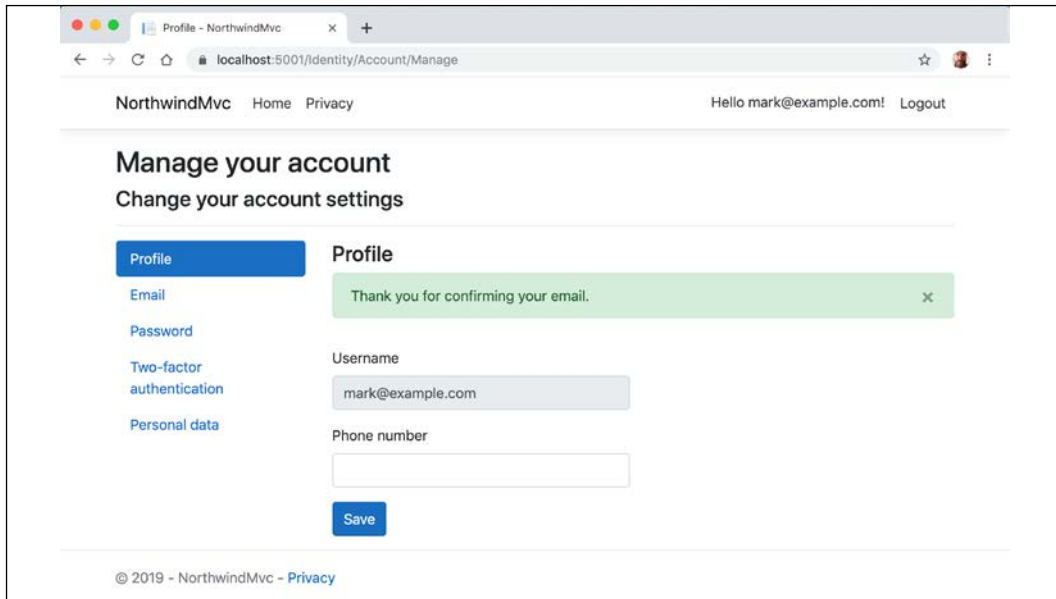 Profile - NorthwindMvc
localhost:5001/Identity/Account/Manage
NorthwindMvc Home Privacy Hello mark@example.com! Logout
Manage your account
Change your account settings
Profile
Email
Password
Two-factor
authentication
Personal data
Profile
Thank you for confirming your email.
Username
mark@example.com
Phone number
Save
© 2019 - NorthwindMvc - Privacy